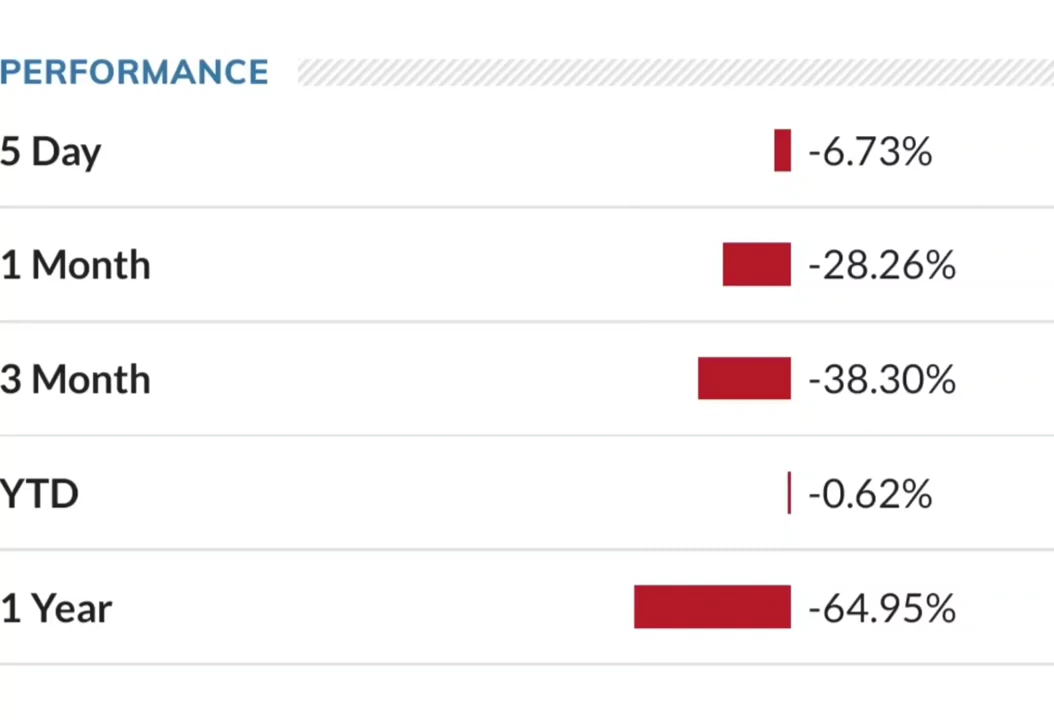 PERFORMANCE
5 Day -6.73%
1 Month -28.26%
3 Month -38.30%
YTD -0.62%
1 Year -64.95%